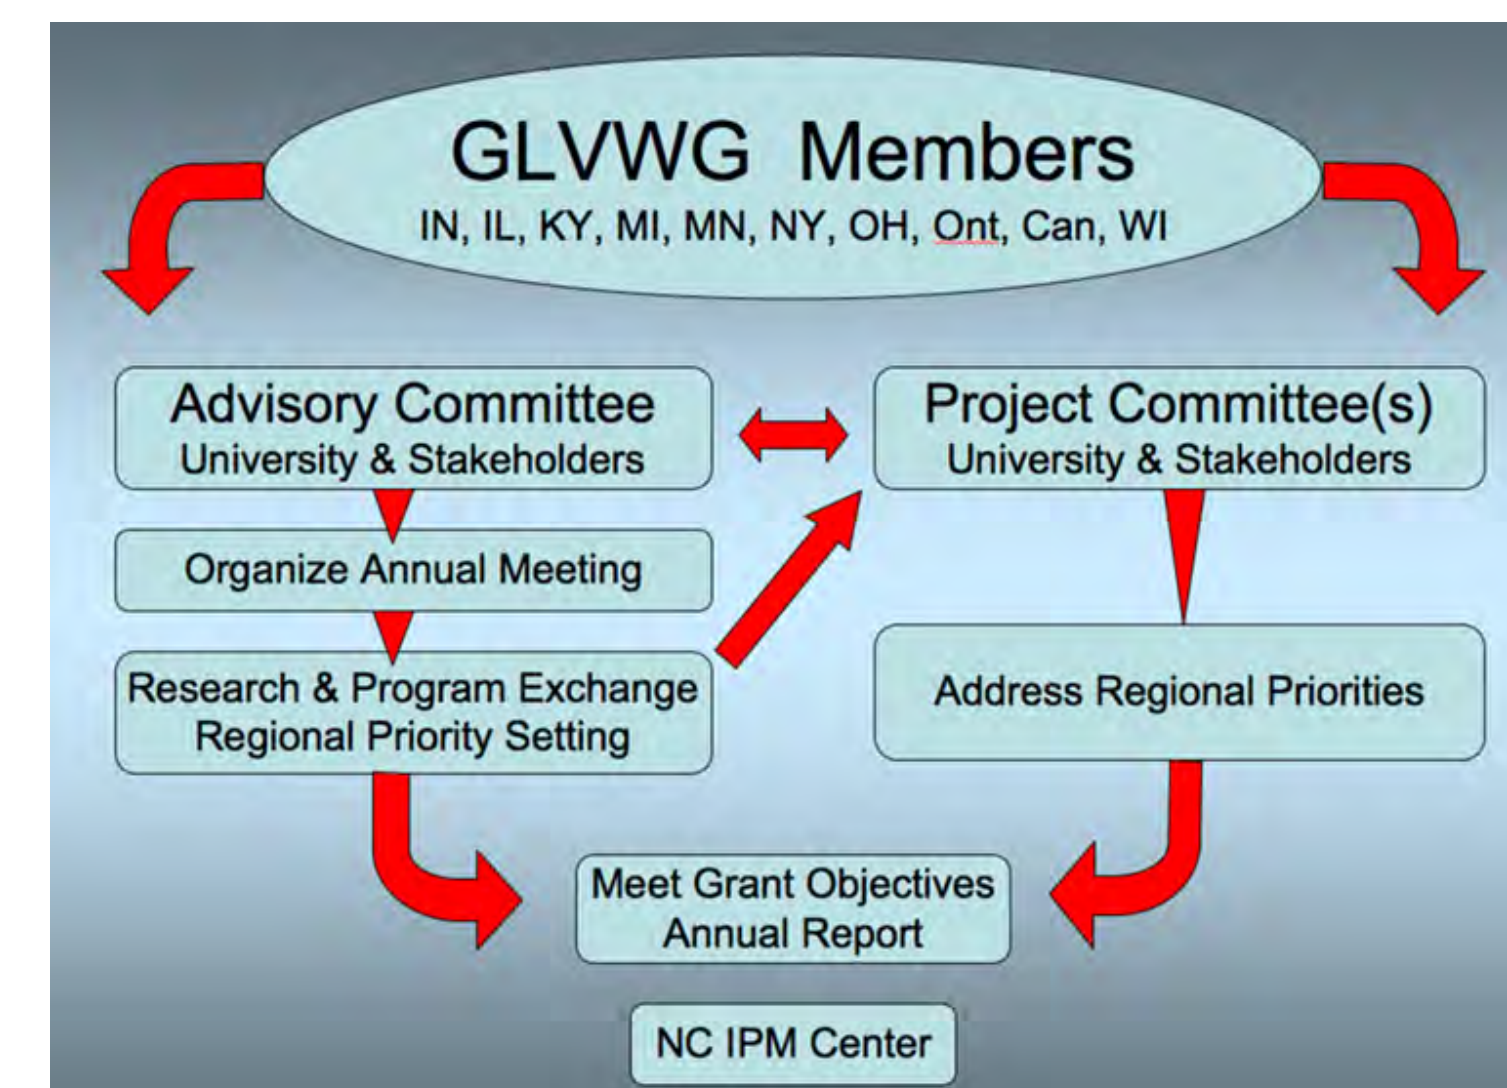 GLVWG Members
IN, IL, KY, MI, MN, NY, OH, Ont, Can, WI
Advisory Committee
University & Stakeholders
Project Committee(s)
University & Stakeholders
Organize Annual Meeting
Research & Program Exchange
Regional Priority Setting
Address Regional Priorities
Meet Grant Objectives
Annual Report
NC IPM Center